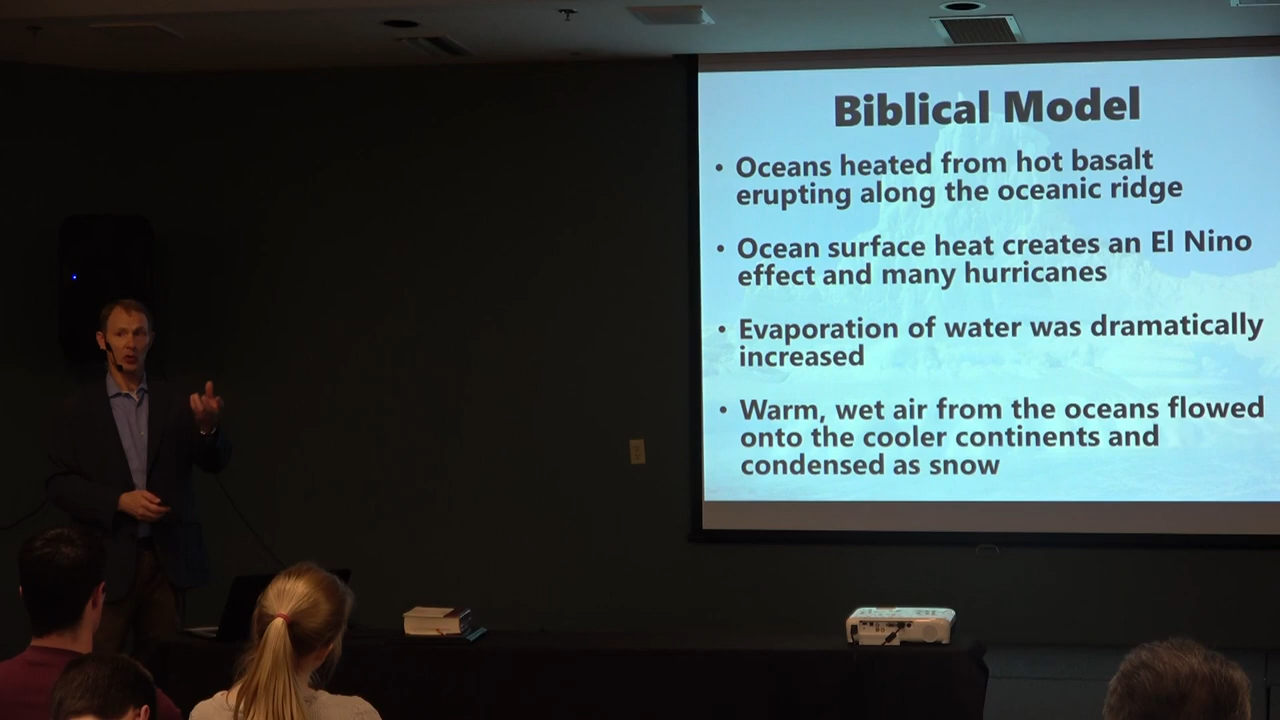 Biblical Model
• Oceans heated from hot basalt
erupting along the oceanic ridge
• Ocean surface heat creates an El Nino
effect and many hurricanes
• Evaporation of water was dramatically
increased
• Warm, wet air from the oceans flowed
onto the cooler continents and
condensed as snow